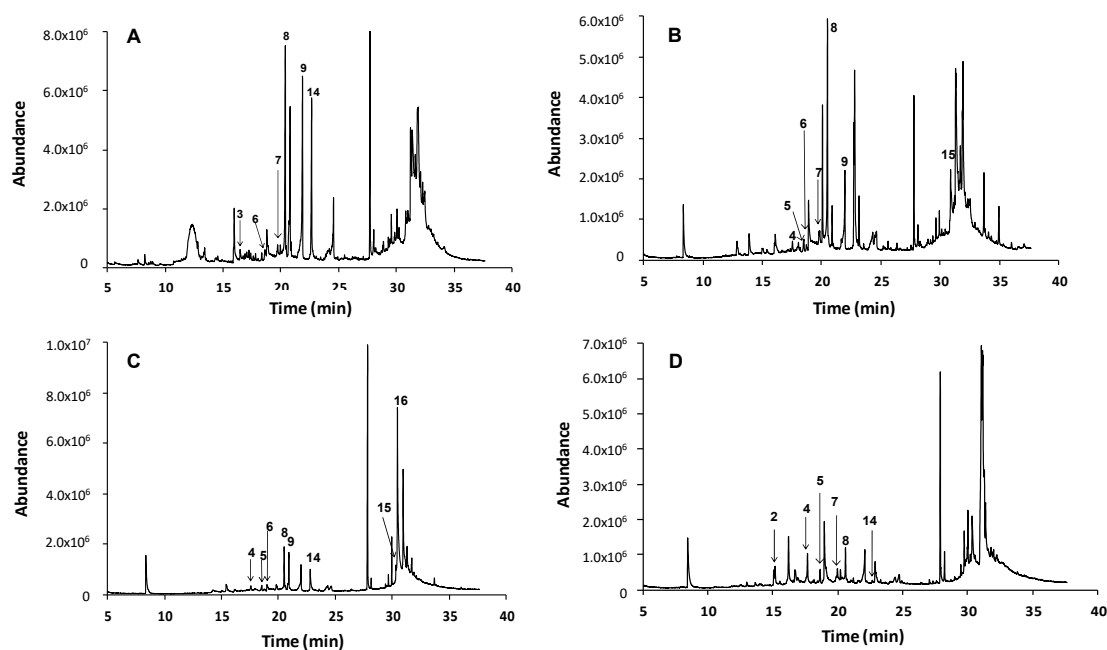 A
8.0x10⁶
6.0x10⁶
4.0x10⁶
2.0x10⁶
0
Abundance
5 10 15 20 25 30 35 40
Time (min)
3
6
7
8
9
14
B
6.0x10⁶
5.0x10⁶
4.0x10⁶
3.0x10⁶
2.0x10⁶
1.0x10⁶
0
Abundance
5 10 15 20 25 30 35 40
Time (min)
4
5
6
7
8
9
15
C
1.0x10⁷
8.0x10⁶
6.0x10⁶
4.0x10⁶
2.0x10⁶
0
Abundance
5 10 15 20 25 30 35 40
Time (min)
4
5
6
8
9
14
15
16
D
7.0x10⁶
6.0x10⁶
5.0x10⁶
4.0x10⁶
3.0x10⁶
2.0x10⁶
1.0x10⁶
0
Abundance
5 10 15 20 25 30 35 40
Time (min)
2
4
5
7
8
14